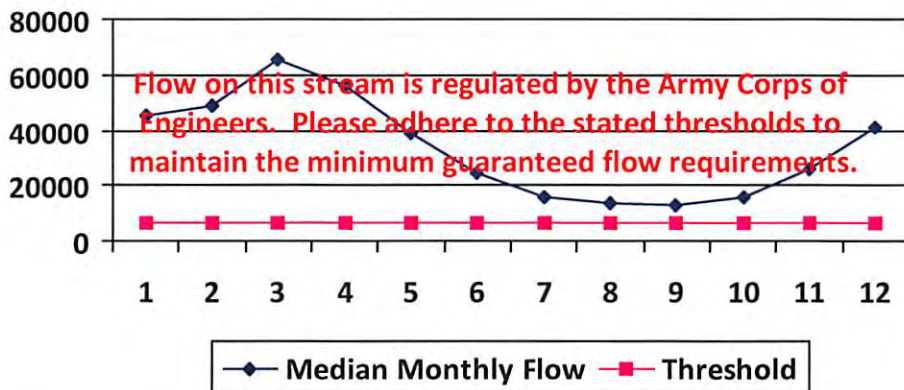 80000
60000
40000
20000
0
Flow on this stream is regulated by the Army Corps of
Engineers. Please adhere to the stated thresholds to
maintain the minimum guaranteed flow requirements.
1 2 3 4 5 6 7 8 9 10 11 12
Median Monthly Flow Threshold